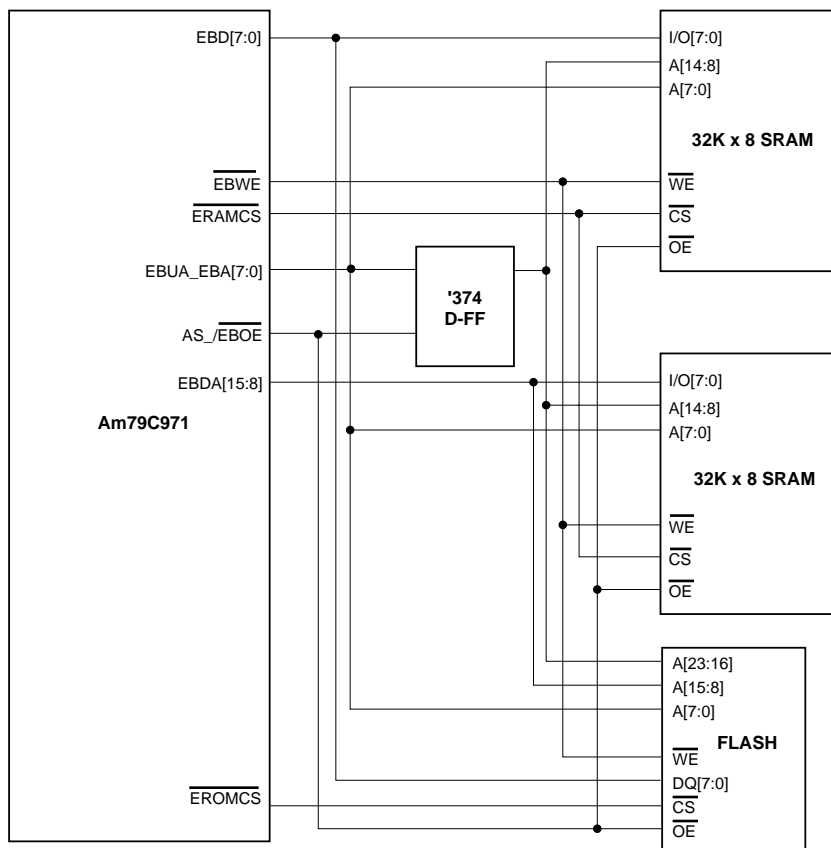 EBD[7:0]
EBWE
ERAMCS
EBUA_EBA[7:0]
AS_/EBOE
EBDA[15:8]
Am79C971
EROMCS
'374
D-FF
I/O[7:0]
A[14:8]
A[7:0]
32K x 8 SRAM
WE
CS
OE
I/O[7:0]
A[14:8]
A[7:0]
32K x 8 SRAM
WE
CS
OE
A[23:16]
A[15:8]
A[7:0]
FLASH
WE
DQ[7:0]
CS
OE